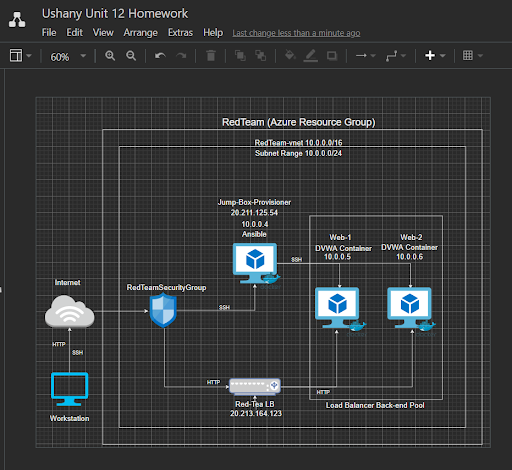 Ushany Unit 12 Homework
File Edit View Arrange Extras Help Last change less than a minute ago
60%
RedTeam (Azure Resource Group)
RedTeam-vnet 10.0.0.0/16
Subnet Range 10.0.0.0/24
Jump-Box-Provisioner
20.211.125.54
10.0.0.4
Ansible
Web-1
DVWA Container
10.0.0.5
Web-2
DVWA Container
10.0.0.6
SSH
Internet
RedTeamSecurityGroup
SSH
HTTP
SSH
HTTP
HTTP
Workstation
Red-Tea LB
20.213.164.123
Load Balancer Back-end Pool